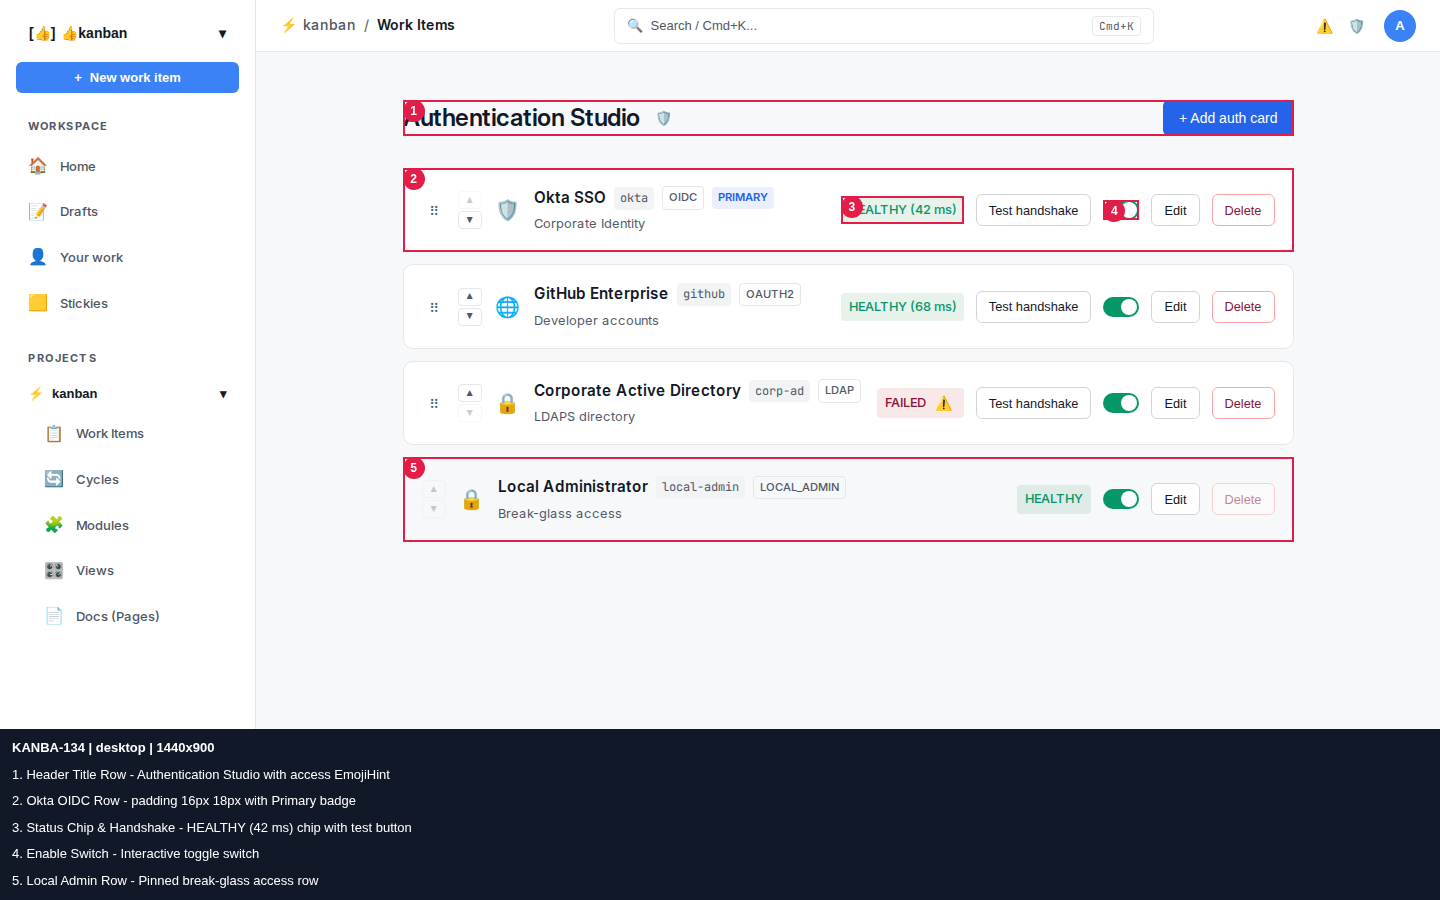 [👍] 👍kanban ▼
+ New work item
WORKSPACE
Home
Drafts
Your work
Stickies
PROJECTS
kanban ▼
Work Items
Cycles
Modules
Views
Docs (Pages)
⚡ kanban / Work Items
Search / Cmd+K...
Cmd+K
A
1
Authentication Studio
+ Add auth card
2
Okta SSO okta OIDC PRIMARY
Corporate Identity
3
HEALTHY (42 ms)
Test handshake
4
Edit
Delete
GitHub Enterprise github OAUTH2
Developer accounts
HEALTHY (68 ms)
Test handshake
Edit
Delete
Corporate Active Directory corp-ad LDAP
LDAPS directory
FAILED ⚠️
Test handshake
Edit
Delete
5
Local Administrator local-admin LOCAL_ADMIN
Break-glass access
HEALTHY
Edit
Delete
KANBA-134 | desktop | 1440x900
1. Header Title Row - Authentication Studio with access EmojiHint
2. Okta OIDC Row - padding 16px 18px with Primary badge
3. Status Chip & Handshake - HEALTHY (42 ms) chip with test button
4. Enable Switch - Interactive toggle switch
5. Local Admin Row - Pinned break-glass access row